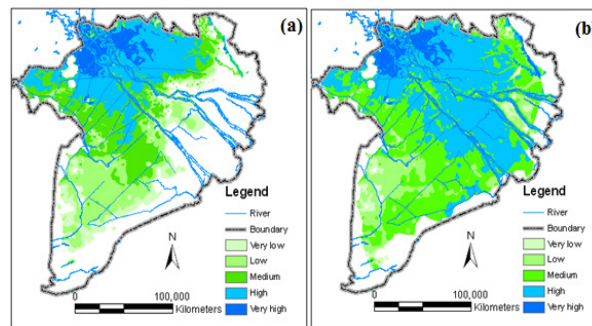 (a)
N
Legend
River
Boundary
Very low
Low
Medium
High
Very high
0 100,000
Kilometers
(b)
N
Legend
River
Boundary
Very low
Low
Medium
High
Very high
0 100,000
Kilometers